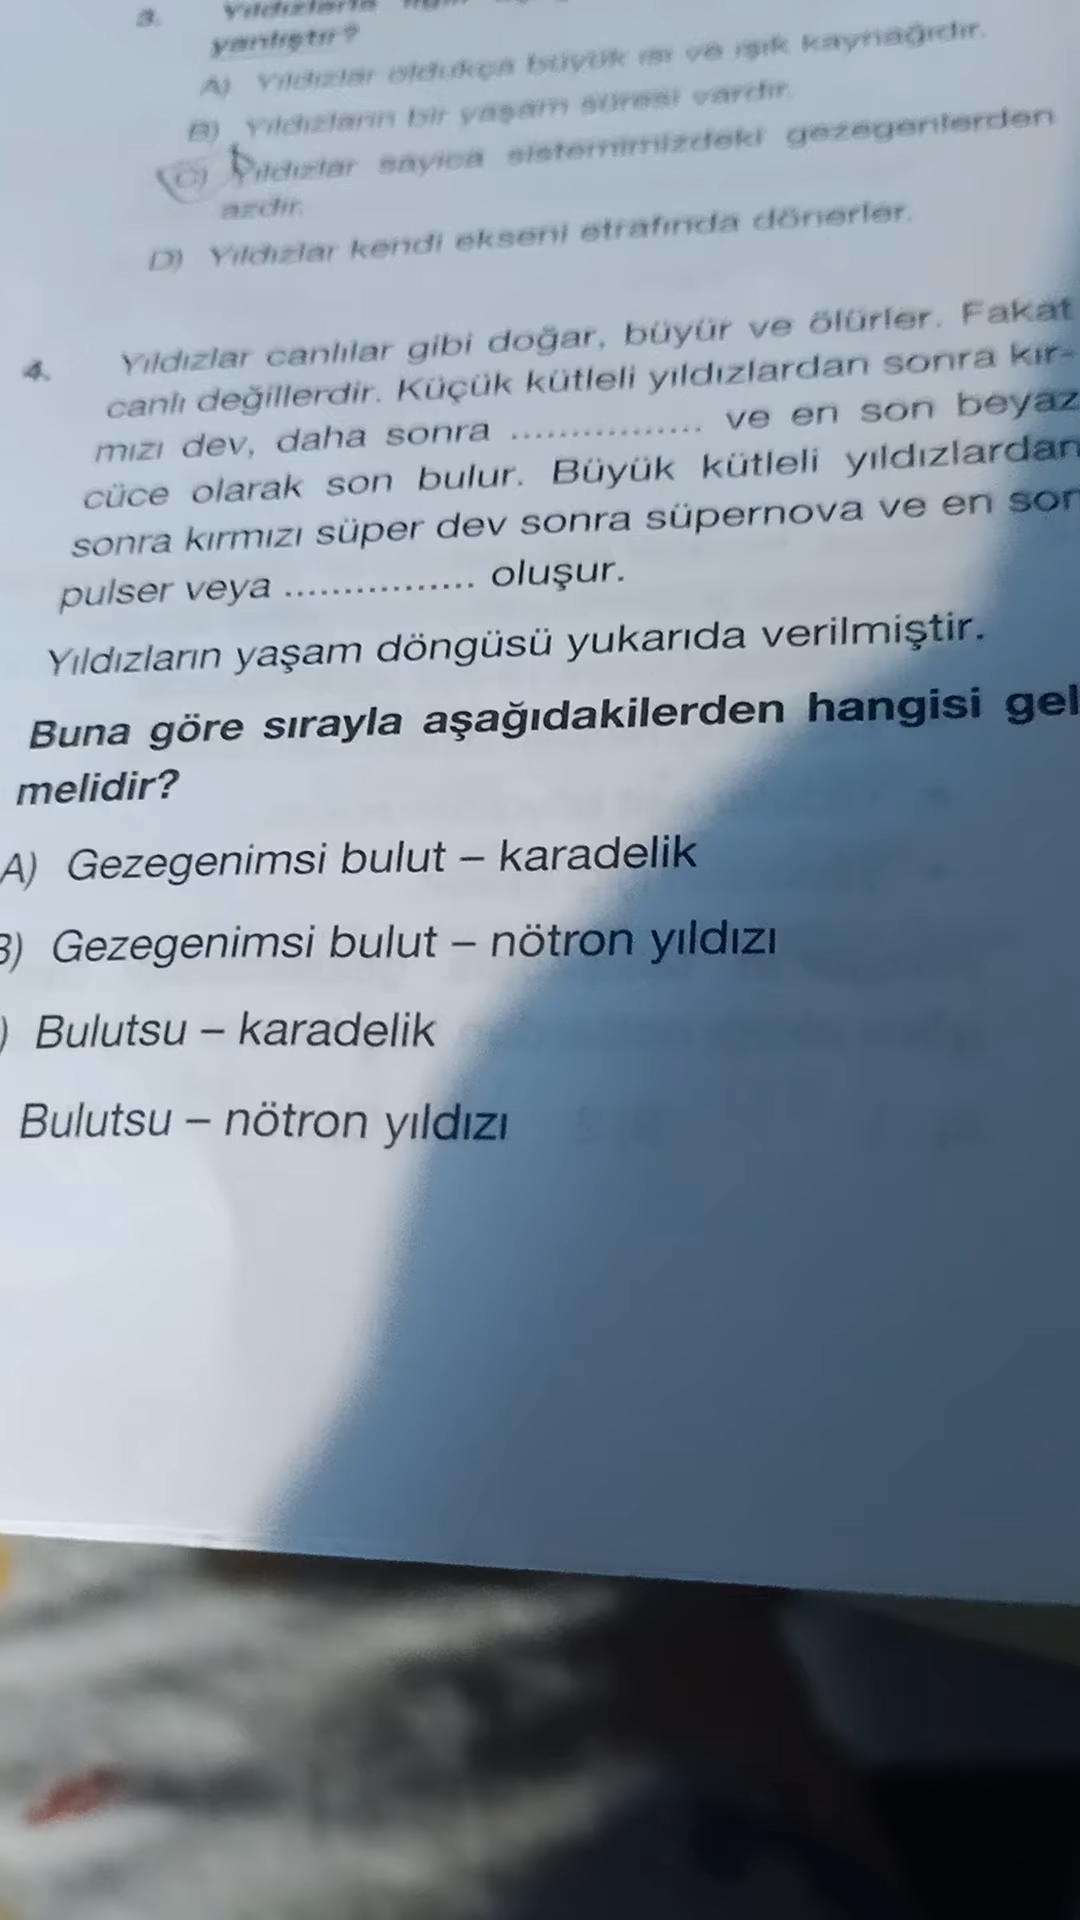 3. Yıldızlarla
yanlıştır?
A) Yıldızlar oldukça büyük ısı ve ışık kaynağıdır.
B) Yıldızların bir yaşam süresi vardır.
C) Yıldızlar sayıca sistemimizdeki gezegenlerden
azdır.
D) Yıldızlar kendi ekseni etrafında dönerler.
4. Yıldızlar canlılar gibi doğar, büyür ve ölürler. Fakat
canlı değillerdir. Küçük kütleli yıldızlardan sonra kır-
mızı dev, daha sonra ................ ve en son beyaz
cüce olarak son bulur. Büyük kütleli yıldızlardan
sonra kırmızı süper dev sonra süpernova ve en son
pulser veya ................ oluşur.
Yıldızların yaşam döngüsü yukarıda verilmiştir.
Buna göre sırayla aşağıdakilerden hangisi gel
melidir?
A) Gezegenimsi bulut – karadelik
B) Gezegenimsi bulut – nötron yıldızı
) Bulutsu – karadelik
Bulutsu – nötron yıldızı